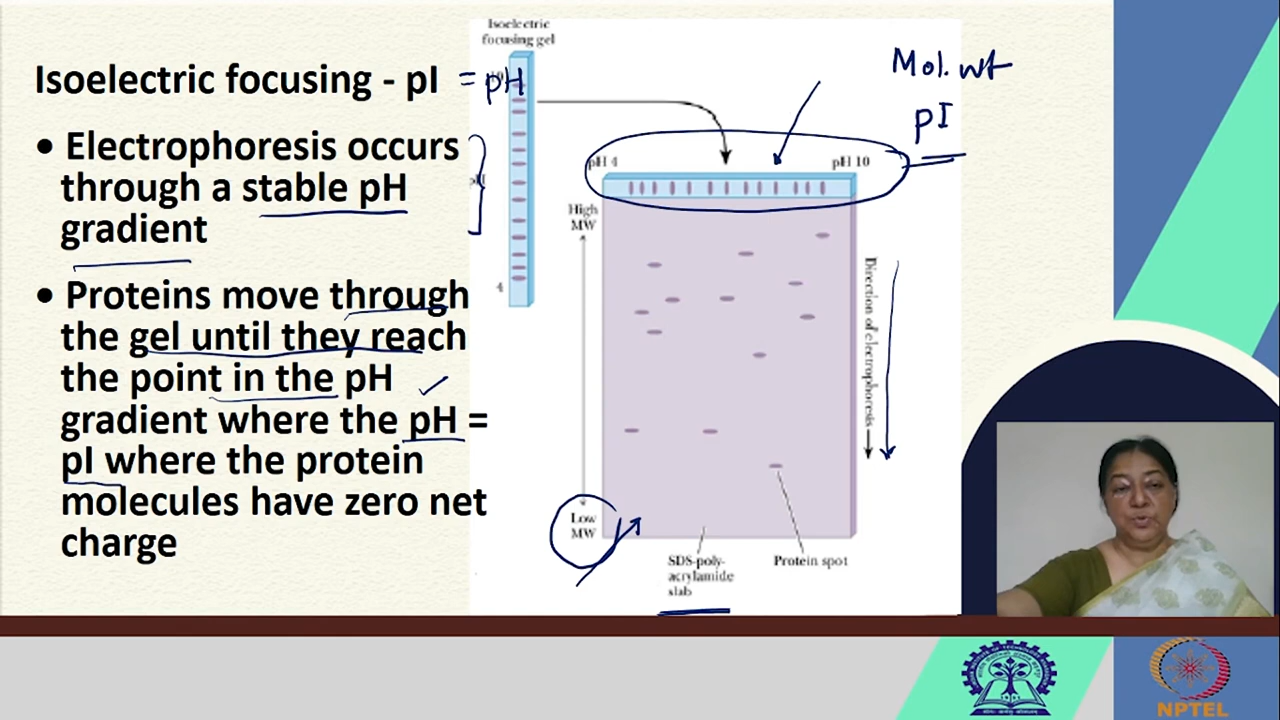 Isoelectric focusing - pI = pH
• Electrophoresis occurs
through a stable pH
gradient
• Proteins move through
the gel until they reach
the point in the pH
gradient where the pH =
pI where the protein
molecules have zero net
charge
Isoelectric
focusing gel
4
Mol. wt
pI
pH 4
pH 10
High
MW
Direction of electrophoresis
Low
MW
SDS-poly-
acrylamide
slab
Protein spot
NPTEL